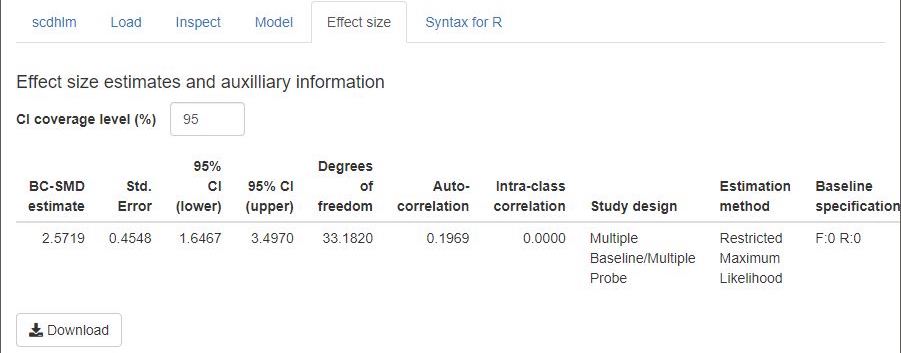 scdhlm Load Inspect Model Effect size Syntax for R
Effect size estimates and auxilliary information
CI coverage level (%) 95
95% Degrees
BC-SMD Std. CI 95% CI of Auto- Intra-class Estimation Baseline
estimate Error (lower) (upper) freedom correlation correlation Study design method specification
2.5719 0.4548 1.6467 3.4970 33.1820 0.1969 0.0000 Multiple Restricted F:0 R:0
Baseline/Multiple Maximum
Probe Likelihood
Download